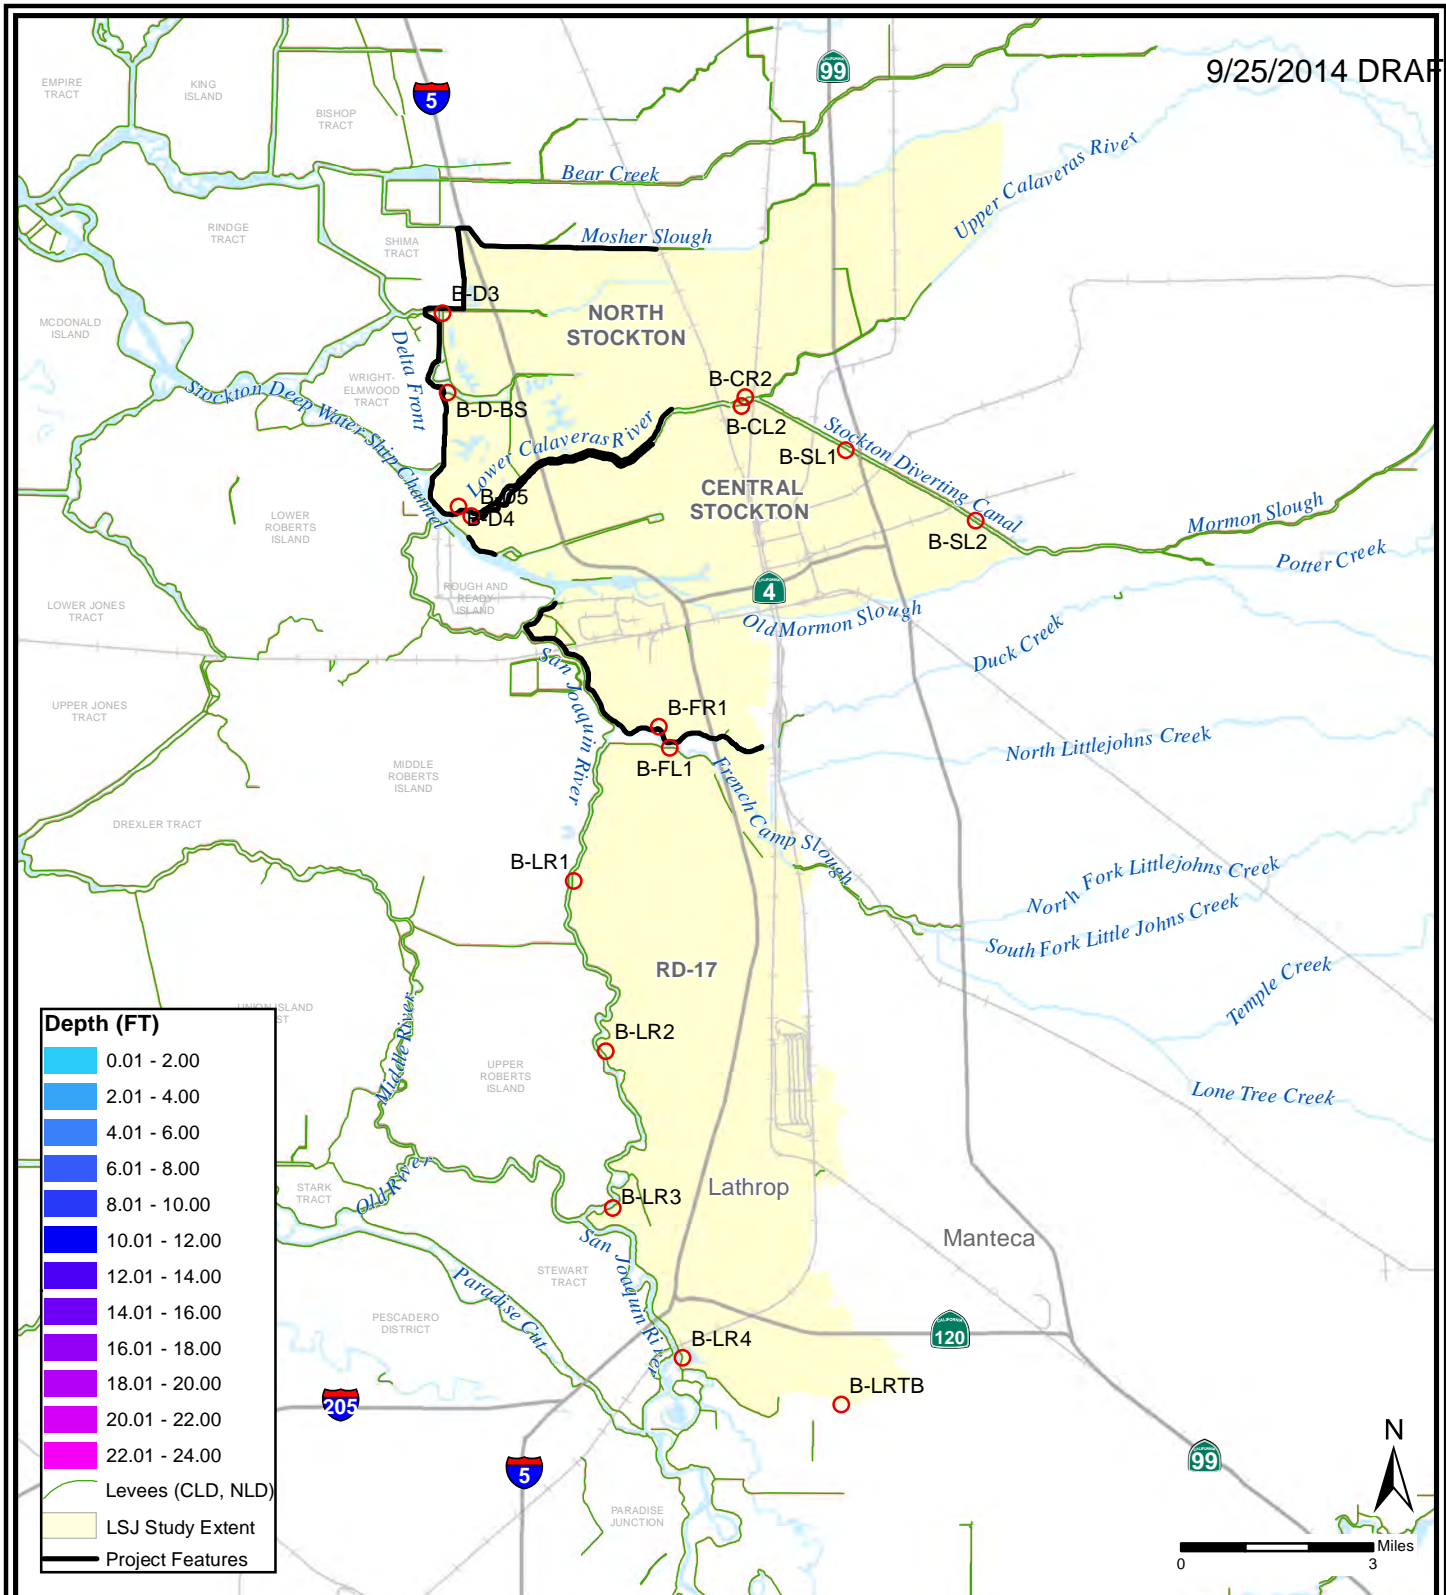 9/25/2014 DRAF
EMPIRE
TRACT
KING
ISLAND
BISHOP
TRACT
5
CALIFORNIA
99
Bear Creek
Upper Calaveras River
RINDGE
TRACT
SHIMA
TRACT
Mosher Slough
B-D3
NORTH
STOCKTON
MCDONALD
ISLAND
Delta Front
WRIGHT-
ELMWOOD
TRACT
Stockton Deep Water Ship Channel
B-D-BS
B-CR2
B-CL2
Lower Calaveras River
Stockton Diverting Canal
B-SL1
CENTRAL
STOCKTON
B-D5
B-D4
LOWER
ROBERTS
ISLAND
B-SL2
Mormon Slough
Potter Creek
ROUGH AND
READY
ISLAND
CALIFORNIA
4
LOWER JONES
TRACT
Old Mormon Slough
Duck Creek
San Joaquin River
UPPER JONES
TRACT
B-FR1
B-FL1
North Littlejohns Creek
MIDDLE
ROBERTS
ISLAND
French Camp Slough
DREXLER TRACT
B-LR1
North Fork Littlejohns Creek
South Fork Little Johns Creek
RD-17
Temple Creek
UNION ISLAND
ST
Middle River
B-LR2
UPPER
ROBERTS
ISLAND
Lone Tree Creek
STARK
TRACT
Old River
B-LR3
Lathrop
San Joaquin River
Manteca
STEWART
TRACT
Paradise Cut
PESCADERO
DISTRICT
B-LR4
CALIFORNIA
120
B-LRTB
205
5
CALIFORNIA
99
PARADISE
JUNCTION
N
Miles
0
3
Depth (FT)
0.01 - 2.00
2.01 - 4.00
4.01 - 6.00
6.01 - 8.00
8.01 - 10.00
10.01 - 12.00
12.01 - 14.00
14.01 - 16.00
16.01 - 18.00
18.01 - 20.00
20.01 - 22.00
22.01 - 24.00
Levees (CLD, NLD)
LSJ Study Extent
Project Features